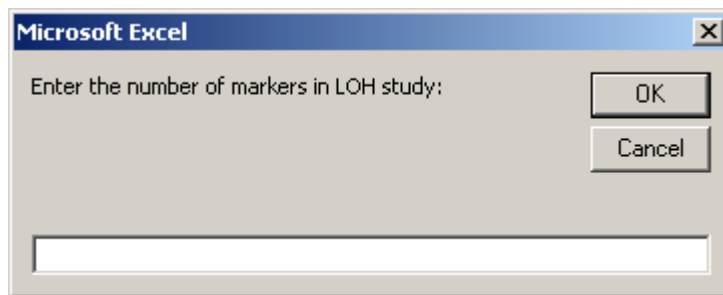 Microsoft Excel
Enter the number of markers in LOH study:
OK
Cancel